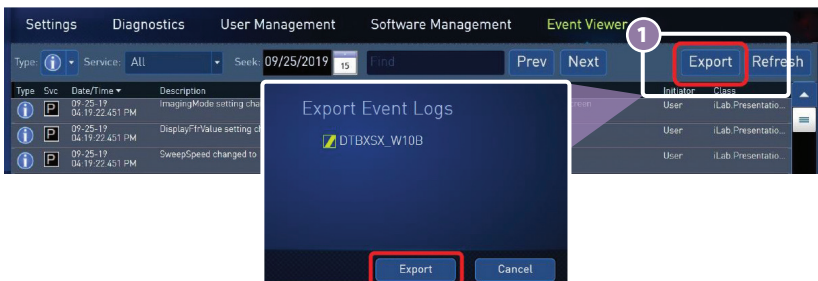 Settings Diagnostics User Management Software Management Event Viewer
1
Type: Service: All Seek: 09/25/2019 15 Find Prev Next Export Refresh
Type Svc Date/Time Description Initiator Class
P 09-25-19 04:19:22.451 PM ImagingMode setting cha reen User iLab.Presentatio...
P 09-25-19 04:19:22.451 PM DisplayFfrValue setting c User iLab.Presentatio...
P 09-25-19 04:19:22.451 PM SweepSpeed changed to User iLab.Presentatio...
Export Event Logs
DTBXSX_W10B
Export Cancel